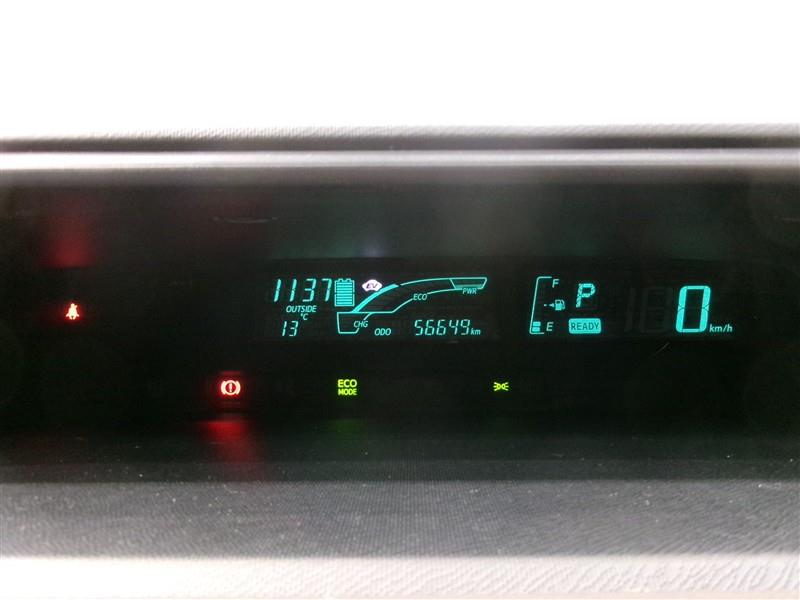 1137
EV
OUTSIDE
°C
13
ECO
PWR
CHG
ODO 56649 km
F
E
P
READY
0 km/h
ECO
MODE